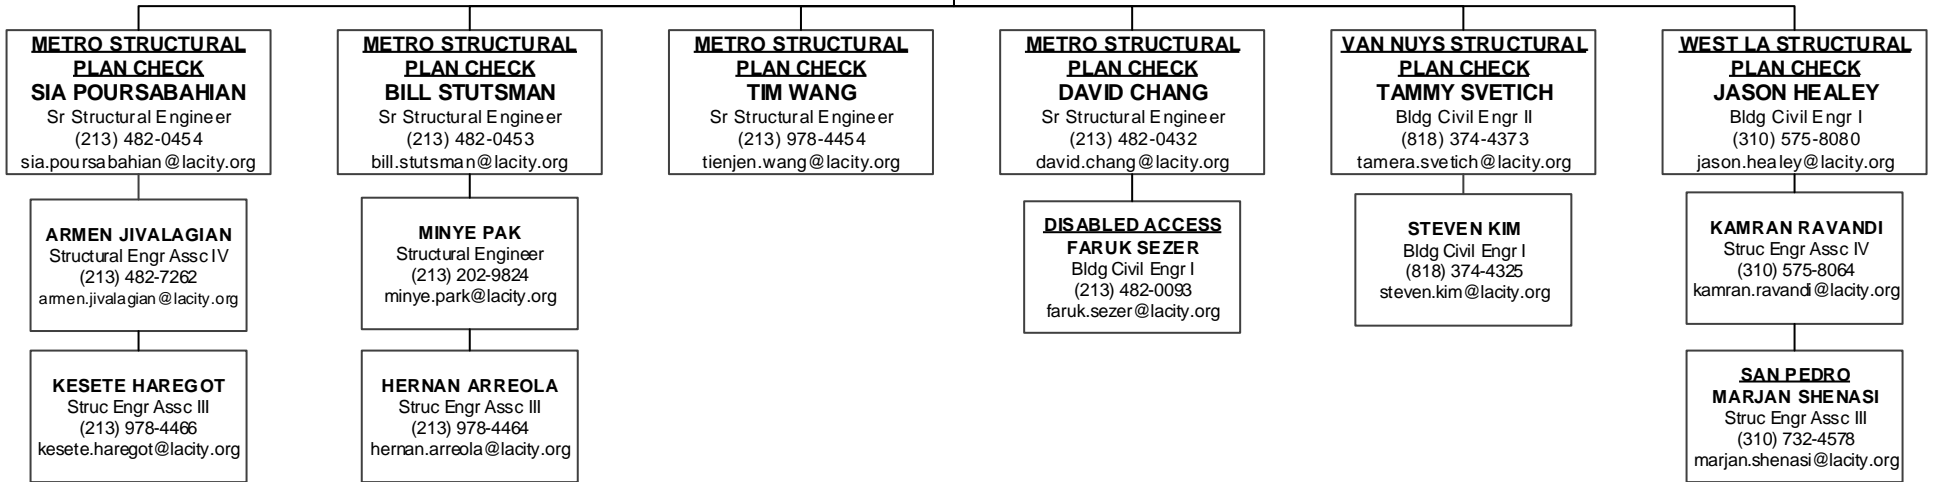 METRO STRUCTURAL
PLAN CHECK
SIA POURSABAHIAN
Sr Structural Engineer
(213) 482-0454
sia.poursabahian@lacity.org
METRO STRUCTURAL
PLAN CHECK
BILL STUTSMAN
Sr Structural Engineer
(213) 482-0453
bill.stutsman@lacity.org
METRO STRUCTURAL
PLAN CHECK
TIM WANG
Sr Structural Engineer
(213) 978-4454
tienjen.wang@lacity.org
METRO STRUCTURAL
PLAN CHECK
DAVID CHANG
Sr Structural Engineer
(213) 482-0432
david.chang@lacity.org
VAN NUYS STRUCTURAL
PLAN CHECK
TAMMY SVETICH
Bldg Civil Engr II
(818) 374-4373
tamera.svetich@lacity.org
WEST LA STRUCTURAL
PLAN CHECK
JASON HEALEY
Bldg Civil Engr I
(310) 575-8080
jason.healey@lacity.org
ARMEN JIVALAGIAN
Structural Engr Assc IV
(213) 482-7262
armen.jivalagian@lacity.org
MINYE PAK
Structural Engineer
(213) 202-9824
minye.park@lacity.org
DISABLED ACCESS
FARUK SEZER
Bldg Civil Engr I
(213) 482-0093
faruk.sezer@lacity.org
STEVEN KIM
Bldg Civil Engr I
(818) 374-4325
steven.kim@lacity.org
KAMRAN RAVANDI
Struc Engr Assc IV
(310) 575-8064
kamran.ravandi@lacity.org
KESETE HAREGOT
Struc Engr Assc III
(213) 978-4466
kesete.haregot@lacity.org
HERNAN ARREOLA
Struc Engr Assc III
(213) 978-4464
hernan.arreola@lacity.org
SAN PEDRO
MARJAN SHENASI
Struc Engr Assc III
(310) 732-4578
marjan.shenasi@lacity.org